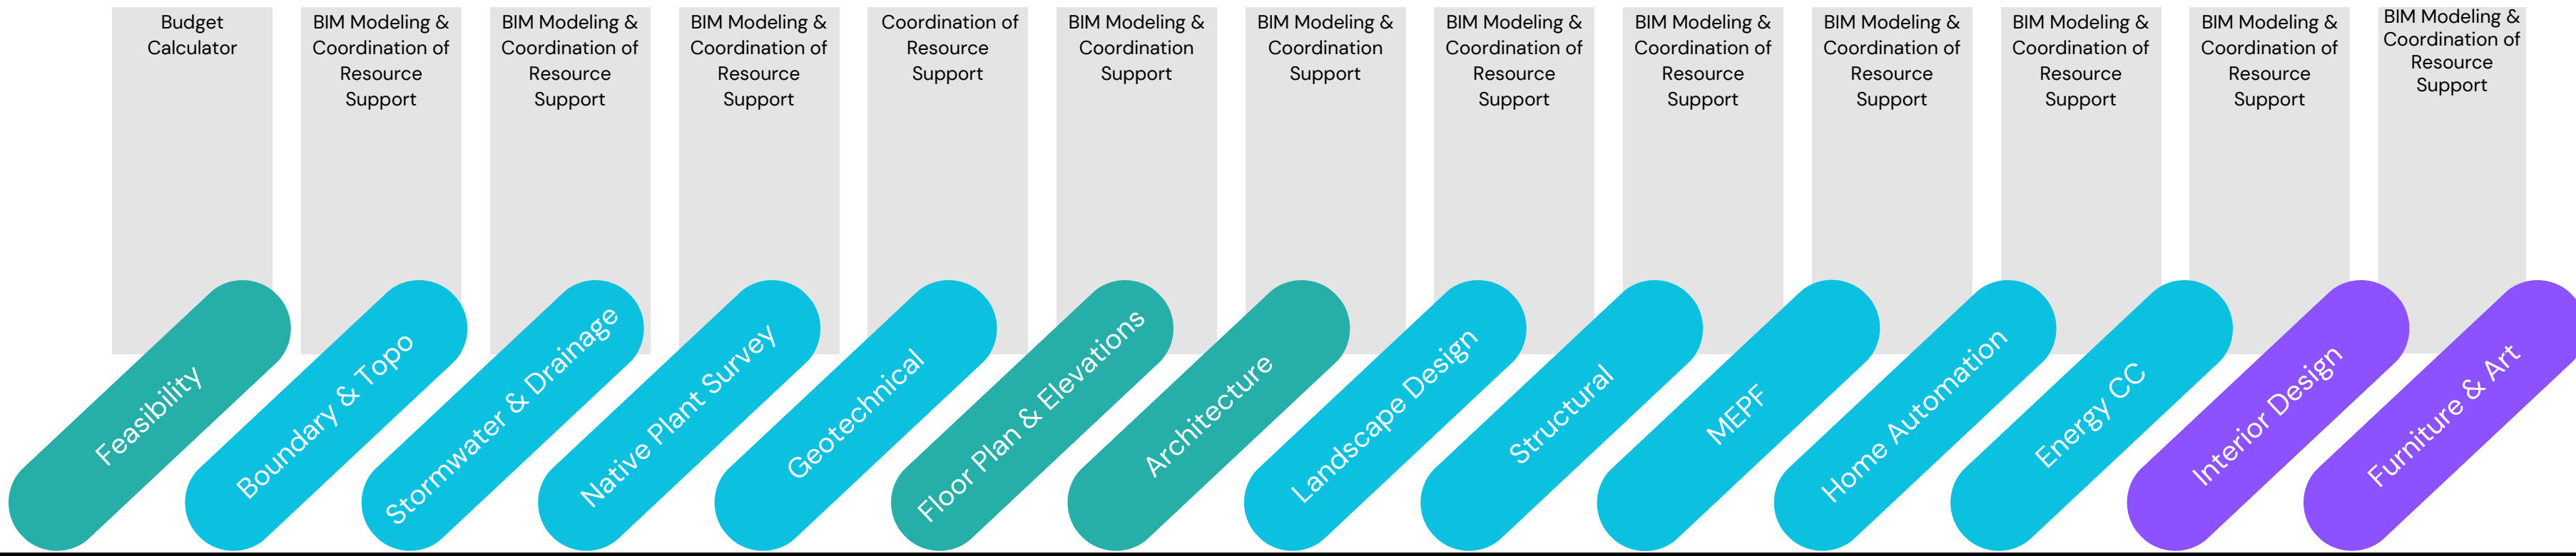 Budget
Calculator
BIM Modeling &
Coordination of
Resource
Support
BIM Modeling &
Coordination of
Resource
Support
BIM Modeling &
Coordination of
Resource
Support
Coordination of
Resource
Support
BIM Modeling &
Coordination
Support
BIM Modeling &
Coordination
Support
BIM Modeling &
Coordination of
Resource
Support
BIM Modeling &
Coordination of
Resource
Support
BIM Modeling &
Coordination of
Resource
Support
BIM Modeling &
Coordination of
Resource
Support
BIM Modeling &
Coordination of
Resource
Support
BIM Modeling &
Coordination of
Resource
Support
Feasibility
Boundary & Topo
Stormwater & Drainage
Native Plant Survey
Geotechnical
Floor Plan & Elevations
Architecture
Landscape Design
Structural
MEPF
Home Automation
Energy CC
Interior Design
Furniture & Art